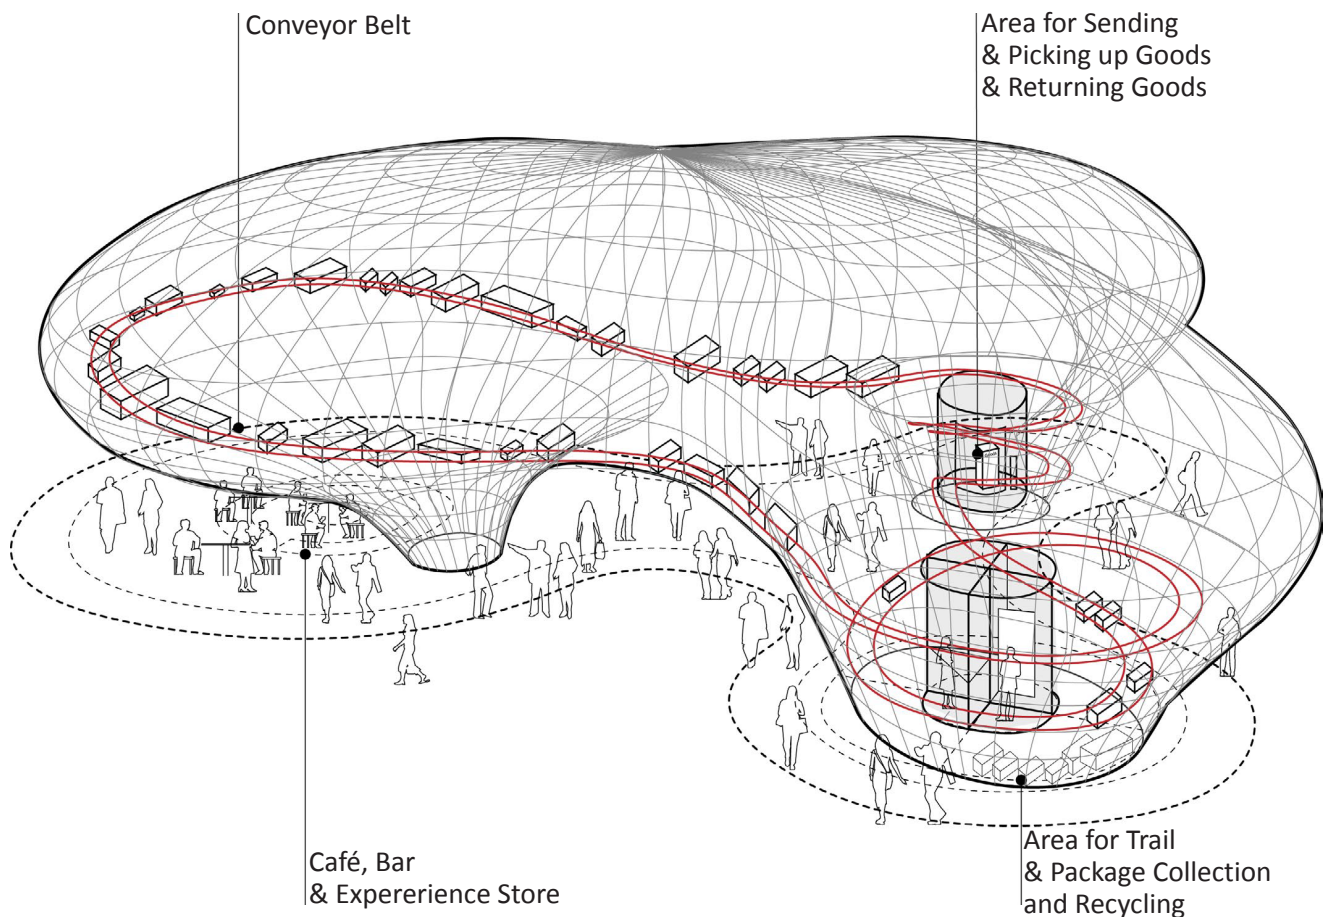 Conveyor Belt
Area for Sending
& Picking up Goods
& Returning Goods
Café, Bar
& Expererience Store
Area for Trail
& Package Collection
and Recycling